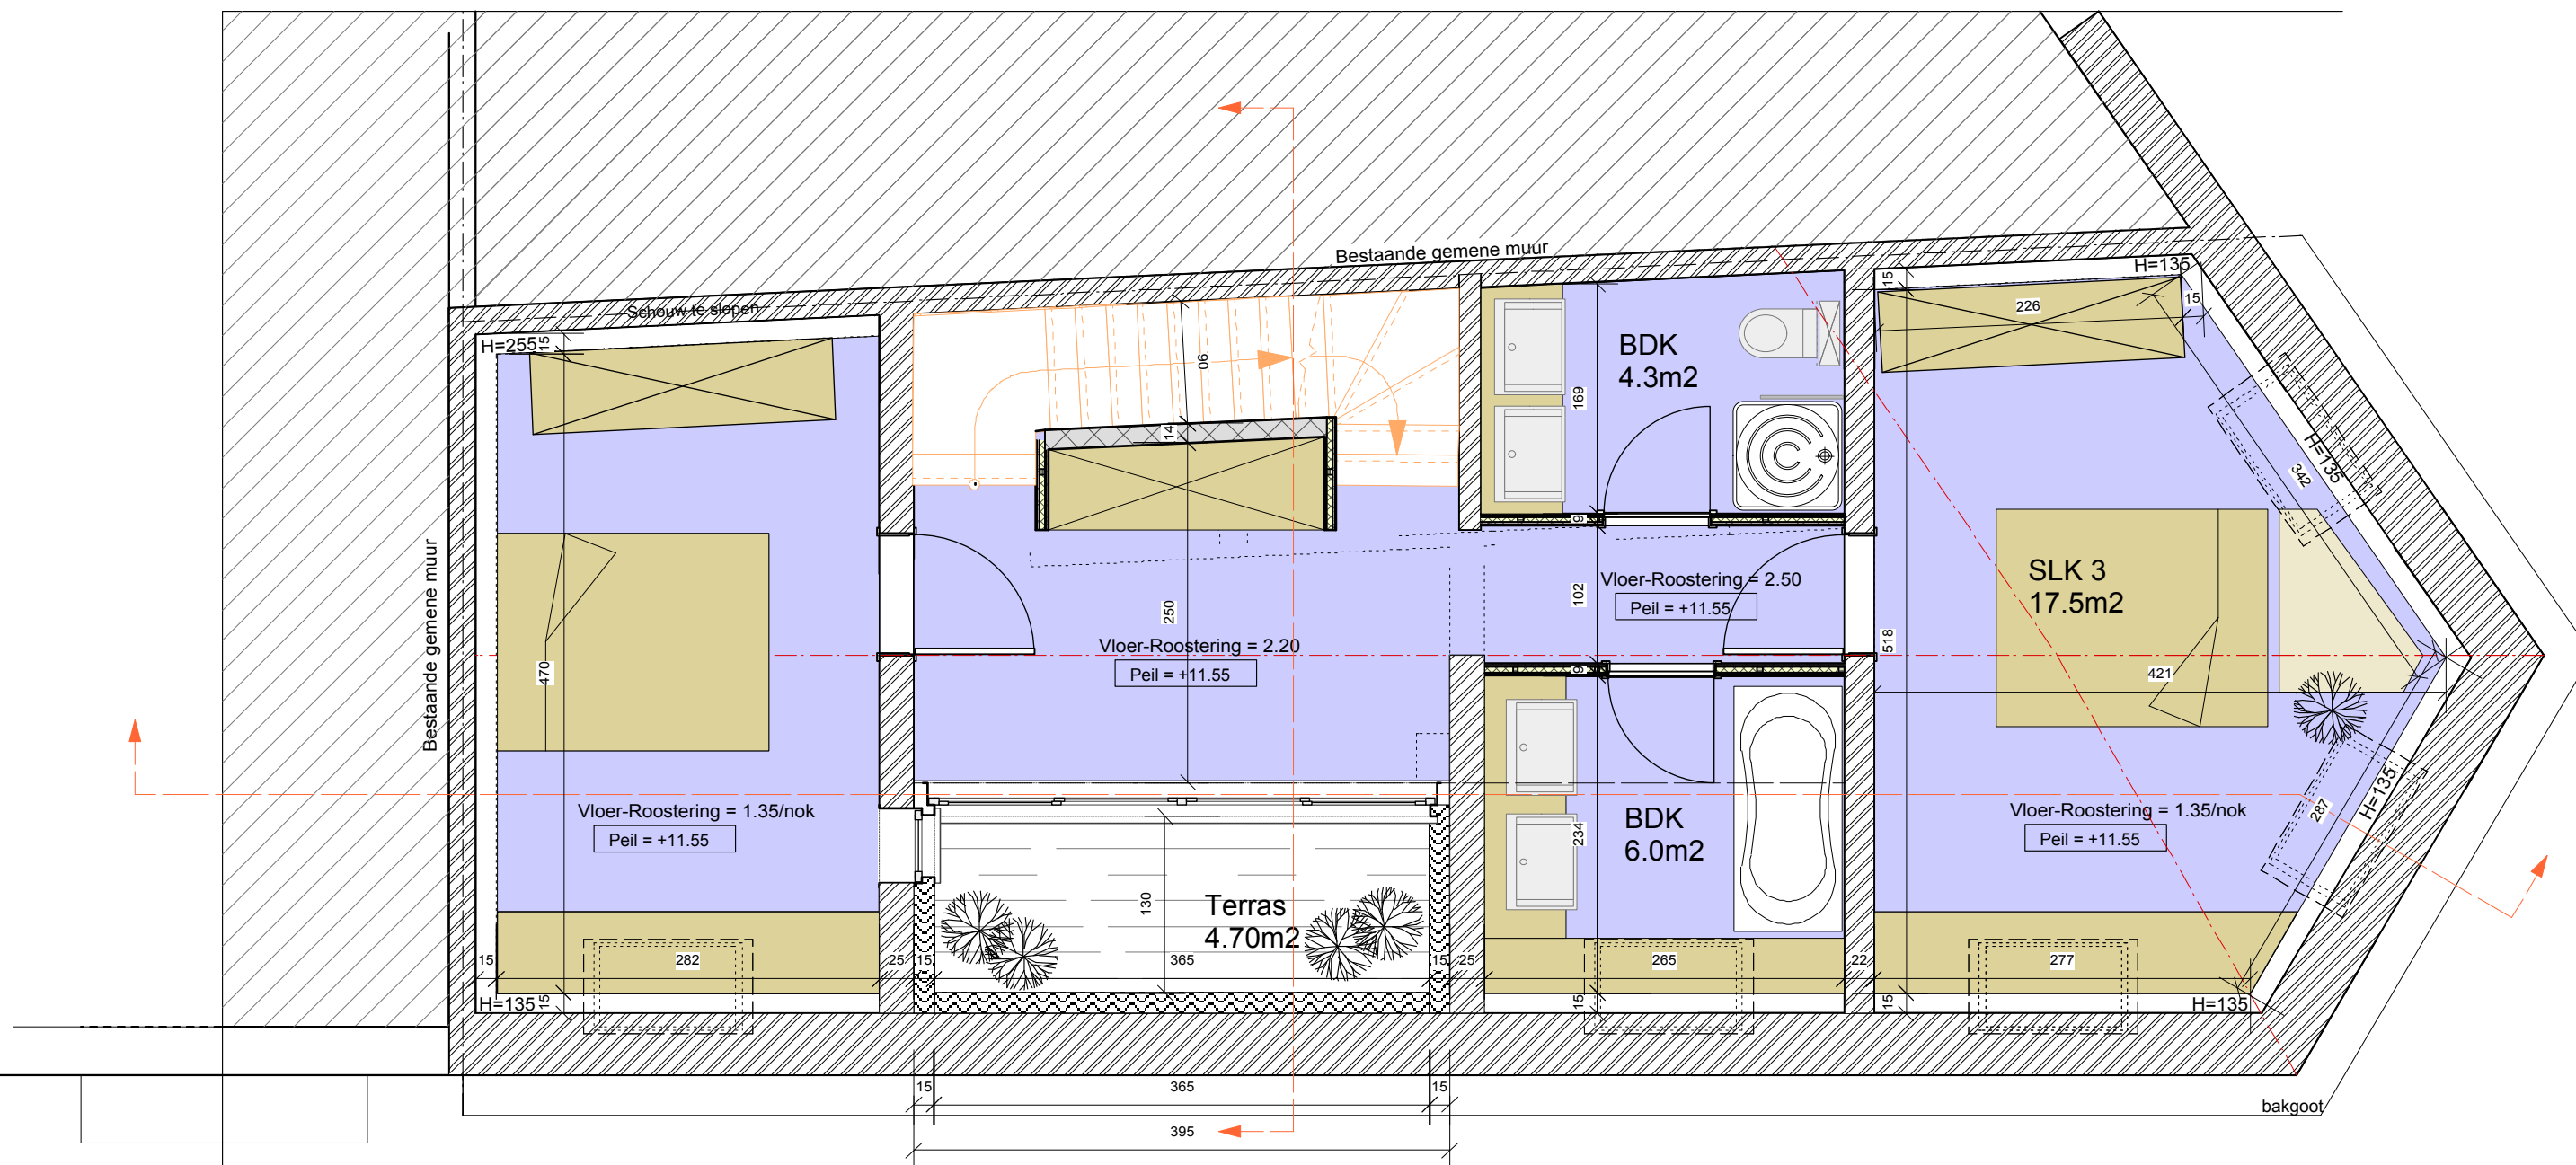 Bestaande gemene muur
Schouw te slopen
H=255
15
H=135
15
15
226
90
BDK
4.3m2
169
14
H=135
342
9
SLK 3
17.5m2
Bestaande gemene muur
470
250
102
Vloer-Roostering = 2.50
Peil = +11.55
518
Vloer-Roostering = 2.20
Peil = +11.55
9
421
Vloer-Roostering = 1.35/nok
Peil = +11.55
BDK
6.0m2
234
Vloer-Roostering = 1.35/nok
Peil = +11.55
287
H=135
Terras
4.70m2
130
15
282
25
15
365
15
25
265
22
277
H=135
15
15
15
H=135
15
365
15
bakgoot
395